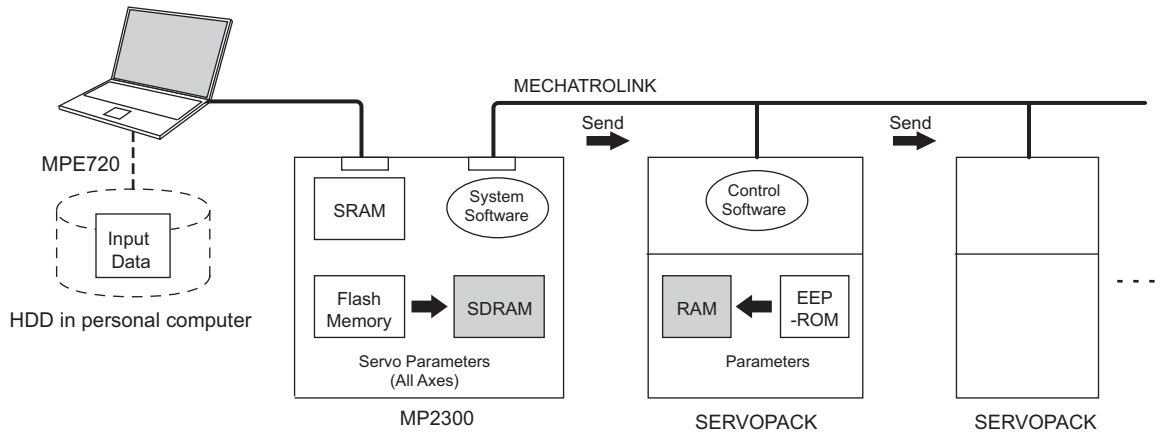 MECHATROLINK
Send
Send
MPE720
Input
Data
HDD in personal computer
SRAM
System
Software
Flash
Memory
SDRAM
Servo Parameters
(All Axes)
MP2300
Control
Software
RAM
EEP
-ROM
Parameters
SERVOPACK
SERVOPACK